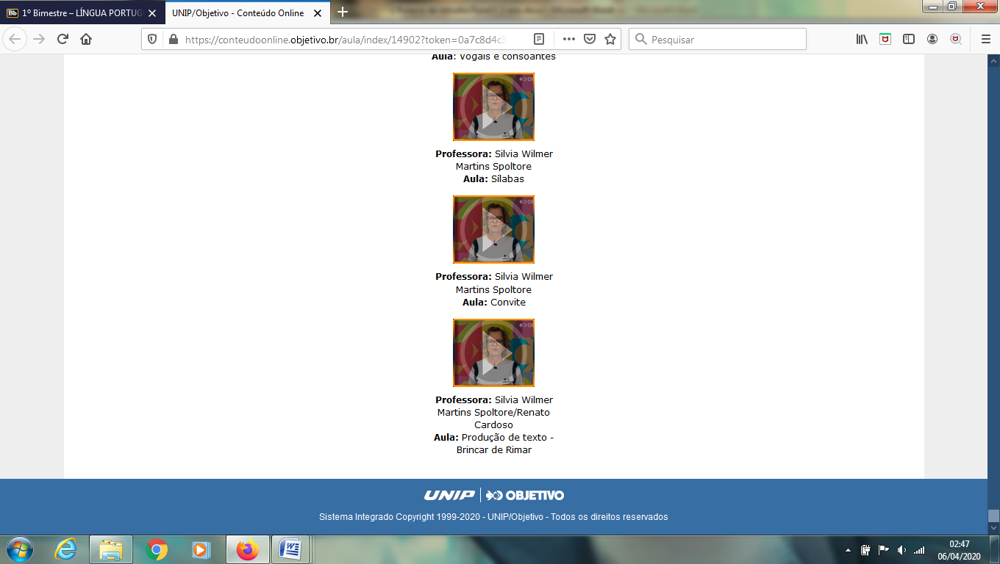 1º Bimestre – LÍNGUA PORTUG
UNIP/Objetivo - Conteúdo Online
https://conteudoonline.objetivo.br/aula/index/14902?token=0a7c8d4c3
Pesquisar
Aula: Vogais e consoantes
Professora: Silvia Wilmer
Martins Spoltore
Aula: Sílabas
Professora: Silvia Wilmer
Martins Spoltore
Aula: Convite
Professora: Silvia Wilmer
Martins Spoltore/Renato
Cardoso
Aula: Produção de texto -
Brincar de Rimar
UNIP OBJETIVO
Sistema Integrado Copyright 1999-2020 - UNIP/Objetivo - Todos os direitos reservados
02:47
06/04/2020